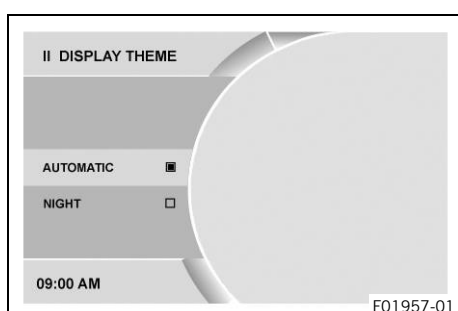 II DISPLAY THEME
AUTOMATIC
NIGHT
09:00 AM
F01957-01